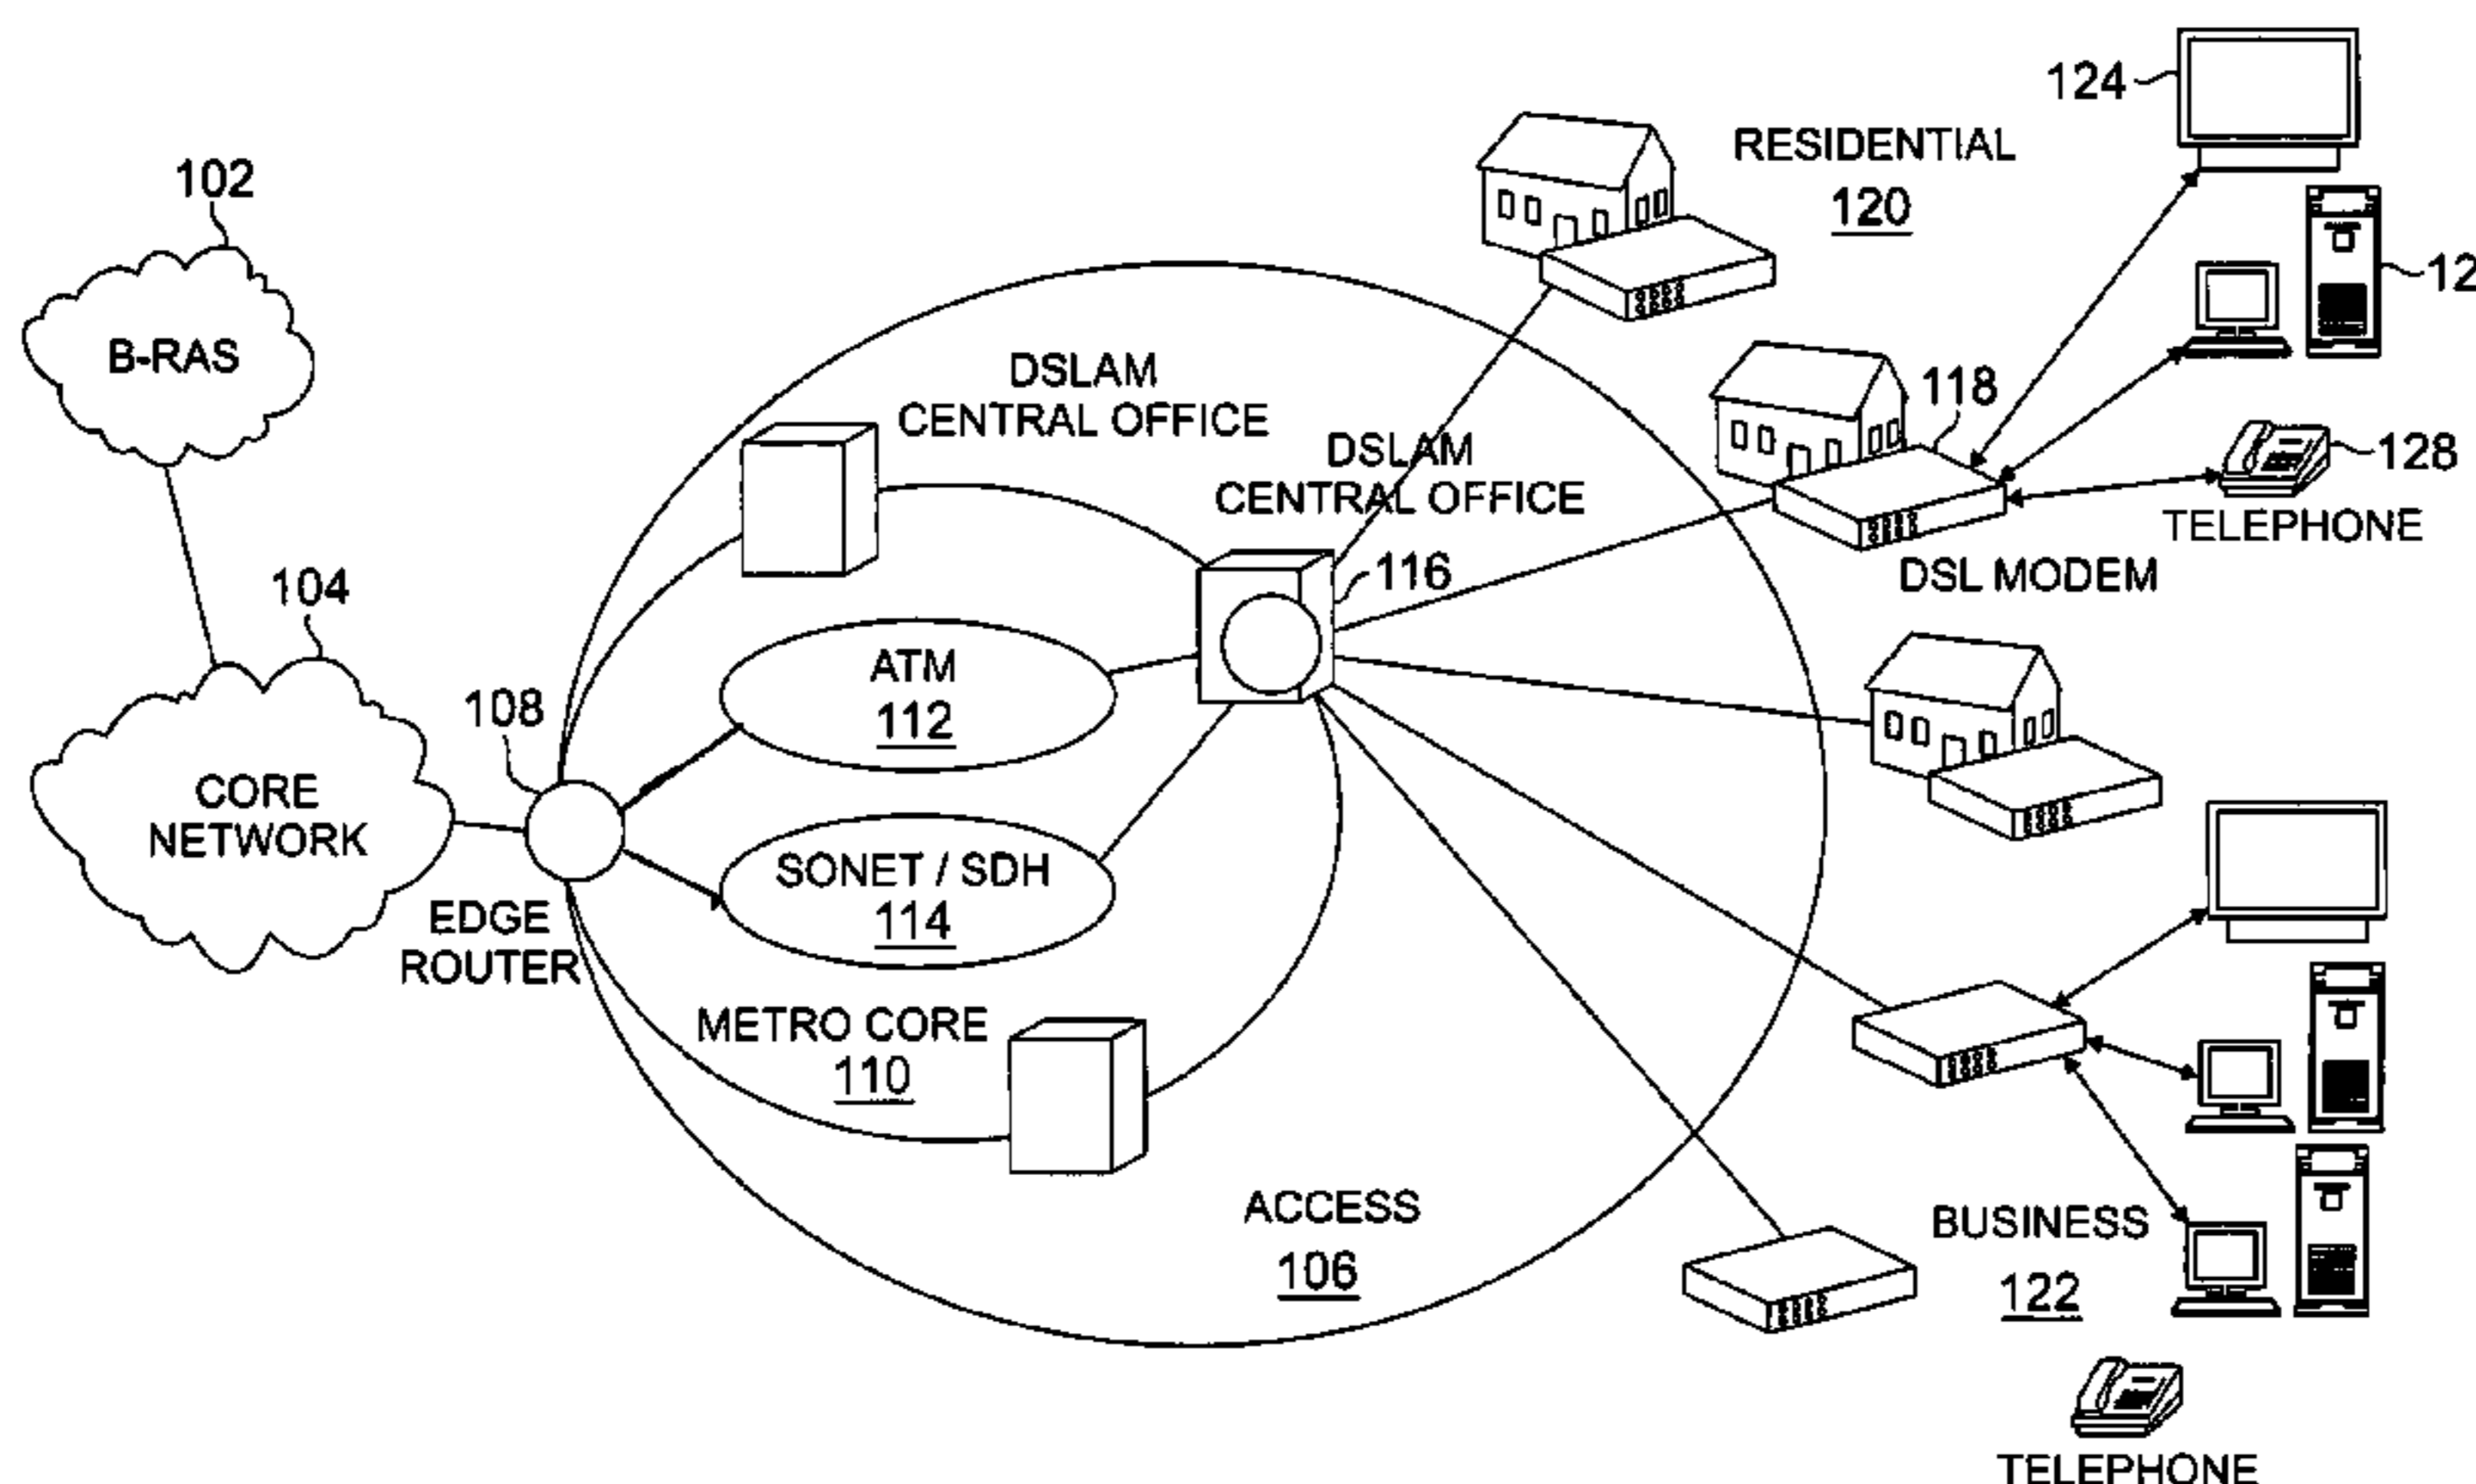 124
RESIDENTIAL
120
102
12
B-RAS
DSLAM
CENTRAL OFFICE
118
DSLAM
CENTRAL OFFICE
128
TELEPHONE
116
DSL MODEM
104
ATM
112
108
CORE
NETWORK
SONET / SDH
114
EDGE
ROUTER
METRO CORE
110
ACCESS
106
BUSINESS
122
TELEPHONE